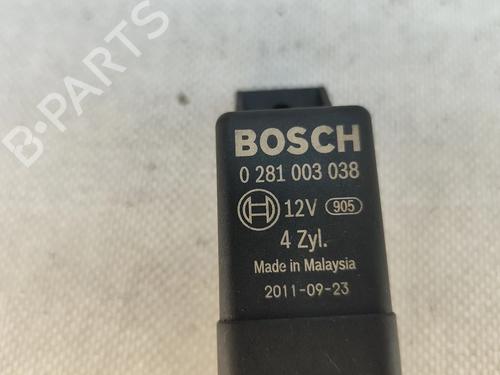 B-PARTS
BOSCH
0 281 003 038
12V 905
4 Zyl.
Made in Malaysia
2011-09-23